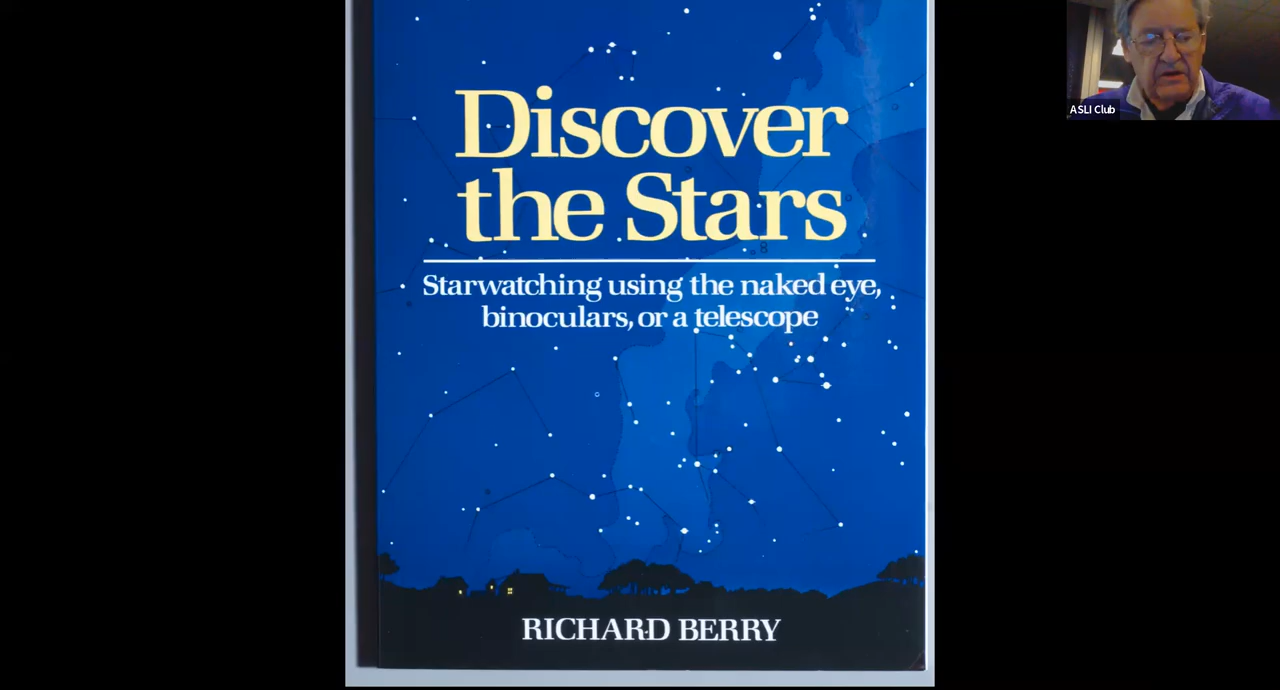 Discover
the Stars
Starwatching using the naked eye,
binoculars, or a telescope
RICHARD BERRY
ASLI Club